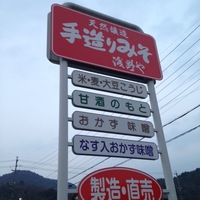 天然醸造
手造りみそ
浅野や
米・麦・大豆こうじ
甘酒のもと
おかず味噌
なす入おかず味噌
製造・直売